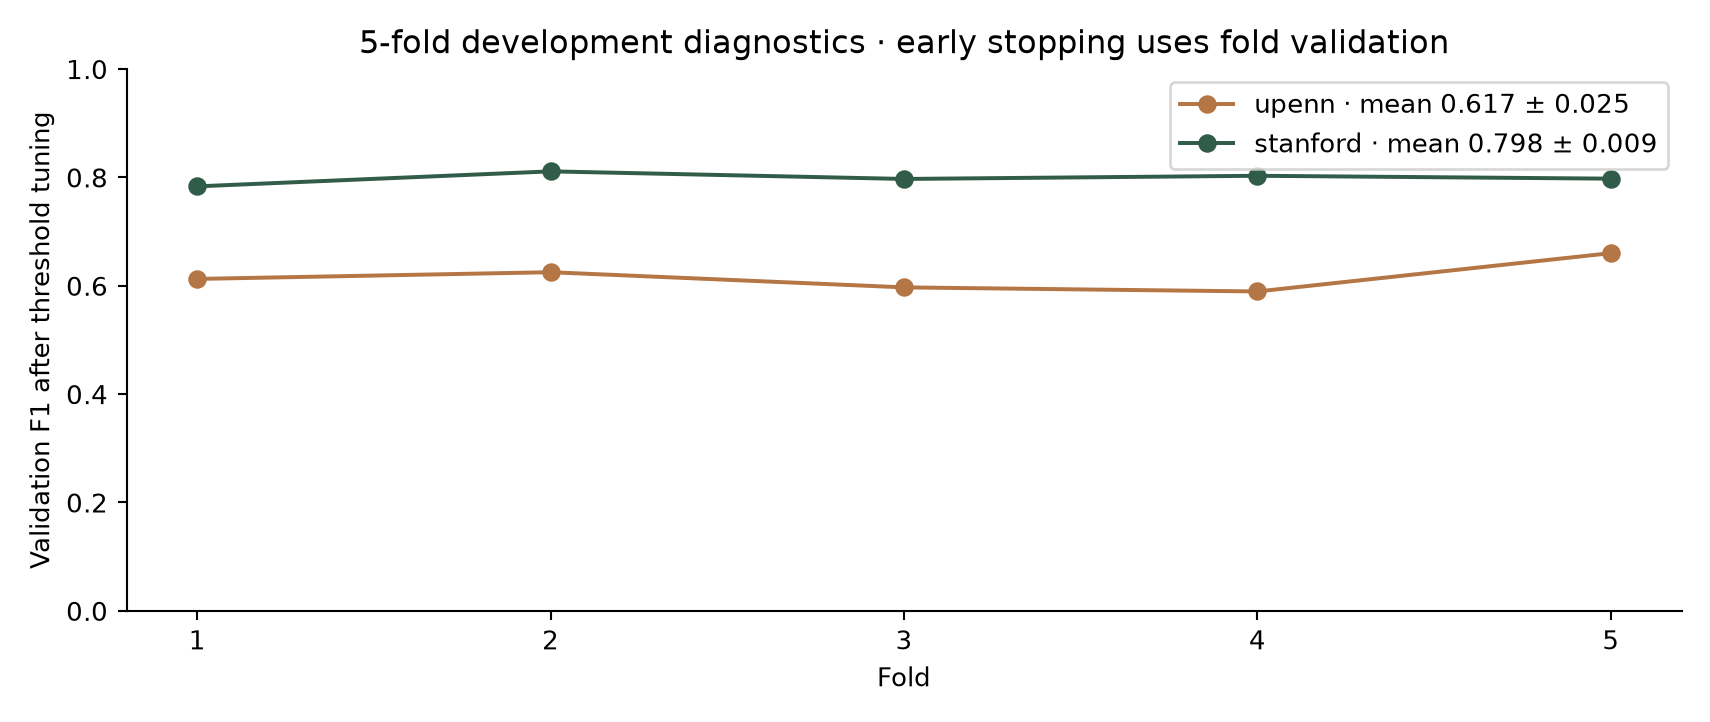 5-fold development diagnostics · early stopping uses fold validation
upenn · mean 0.617 ± 0.025
stanford · mean 0.798 ± 0.009
Validation F1 after threshold tuning
1.0
0.8
0.6
0.4
0.2
0.0
1 2 3 4 5
Fold